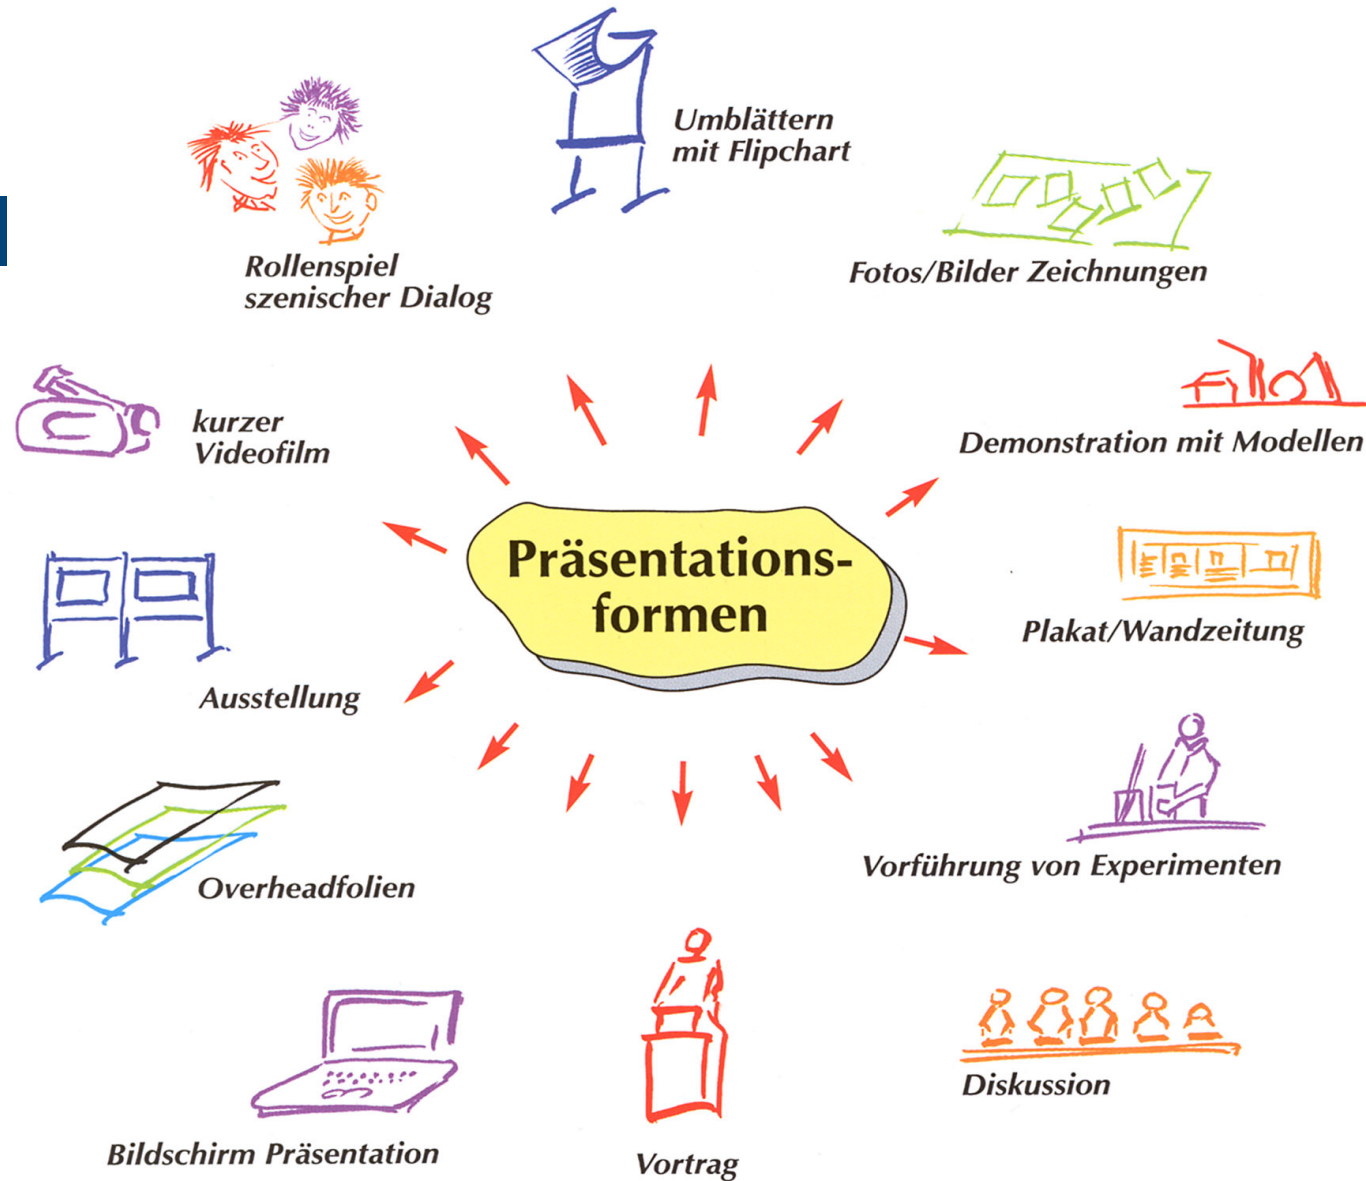 Umblättern
mit Flipchart
Rollenspiel
szenischer Dialog
Fotos/Bilder Zeichnungen
kurzer
Videofilm
Demonstration mit Modellen
Präsentations-
formen
Plakat/Wandzeitung
Ausstellung
Vorführung von Experimenten
Overheadfolien
Diskussion
Bildschirm Präsentation
Vortrag